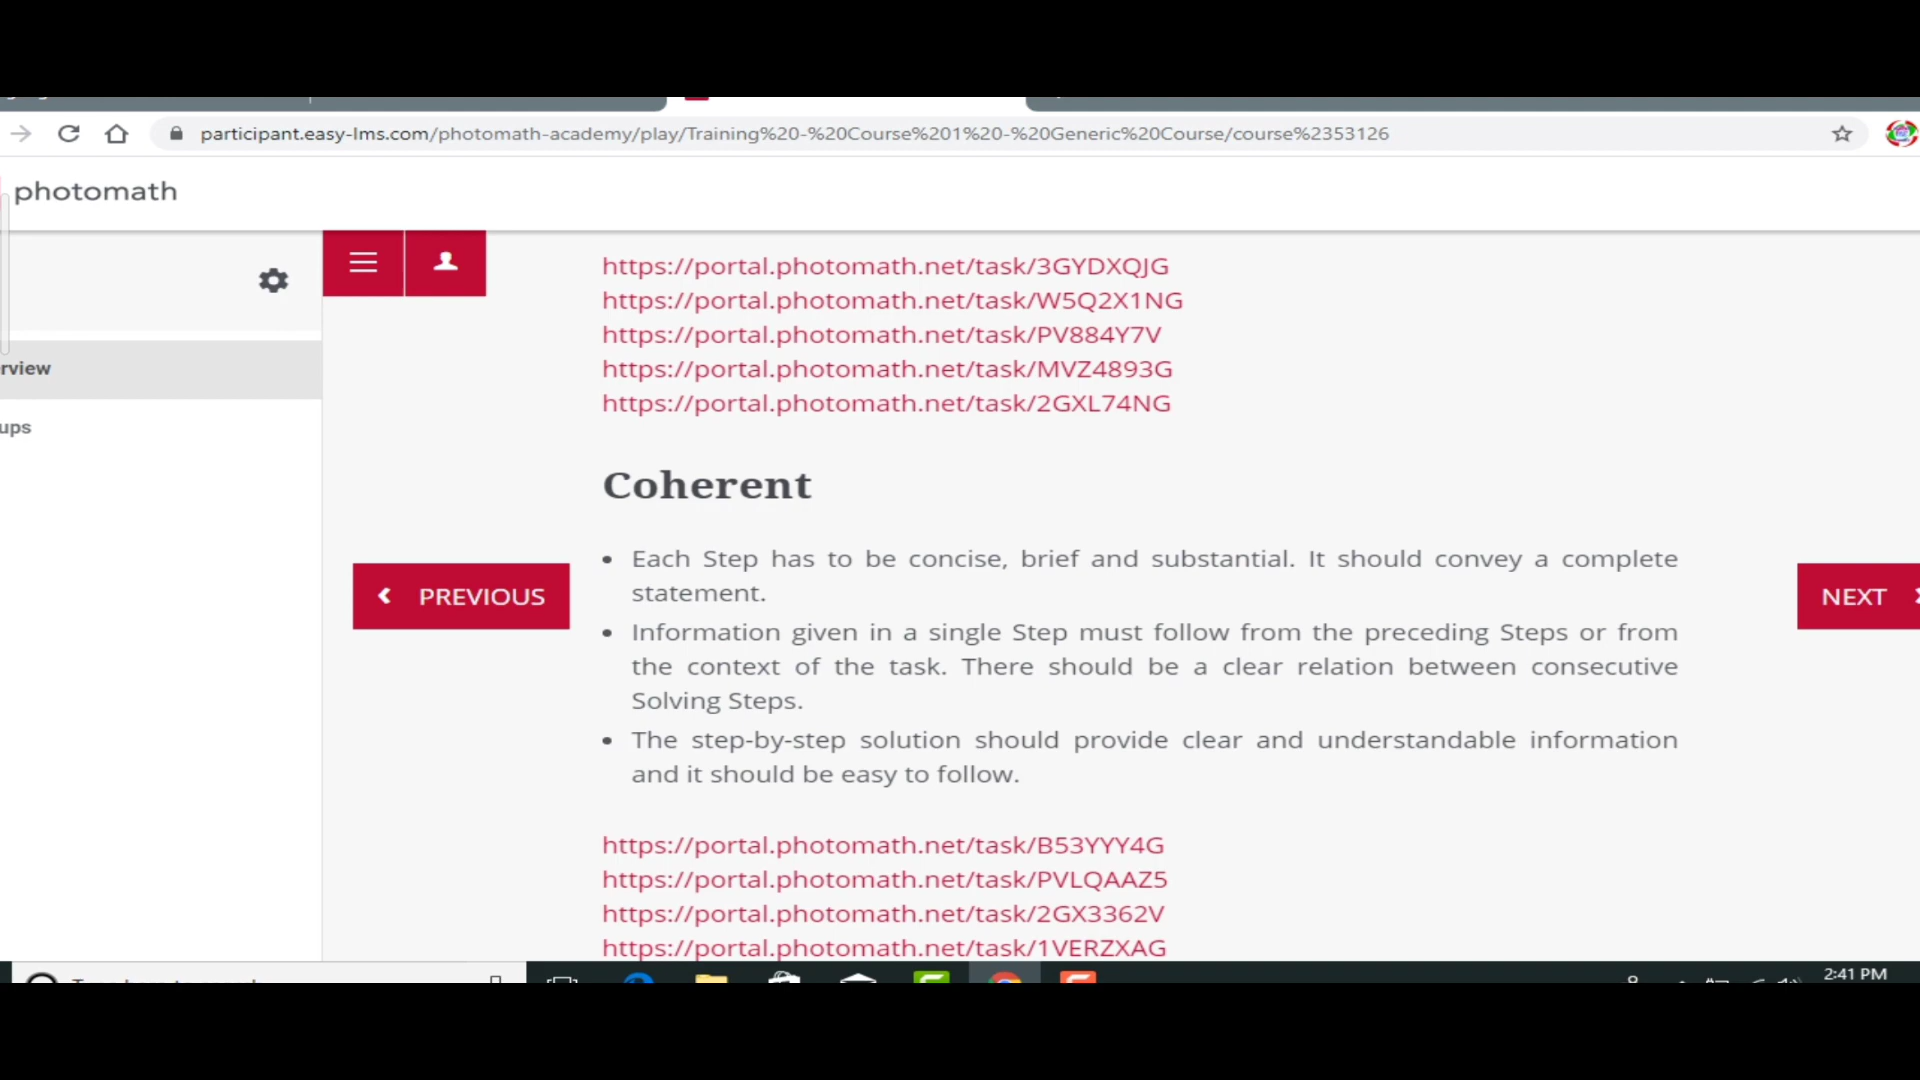 participant.easy-lms.com/photomath-academy/play/Training%20-%20Course%201%20-%20Generic%20Course/course%2353126
photomath
https://portal.photomath.net/task/3GYDXQJG
https://portal.photomath.net/task/W5Q2X1NG
https://portal.photomath.net/task/PV884Y7V
rview
https://portal.photomath.net/task/MVZ4893G
https://portal.photomath.net/task/2GXL74NG
ups
Coherent
• Each Step has to be concise, brief and substantial. It should convey a complete
statement.
PREVIOUS
NEXT
• Information given in a single Step must follow from the preceding Steps or from
the context of the task. There should be a clear relation between consecutive
Solving Steps.
• The step-by-step solution should provide clear and understandable information
and it should be easy to follow.
https://portal.photomath.net/task/B53YYY4G
https://portal.photomath.net/task/PVLQAAZ5
https://portal.photomath.net/task/2GX3362V
https://portal.photomath.net/task/1VERZXAG
2:41 PM